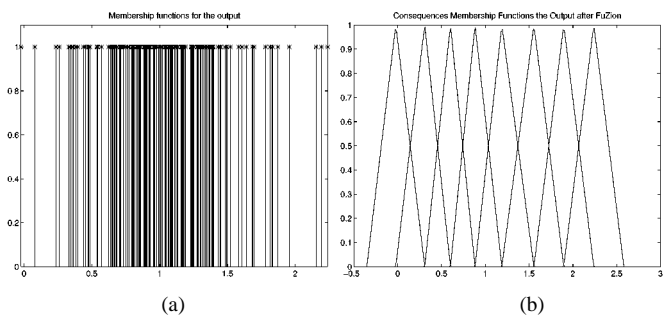 Membership functions for the output
1
0.8
0.6
0.4
0.2
0
0 0.5 1 1.5 2
(a)
Consequences Membership Functions the Output after FuZion
1
0.9
0.8
0.7
0.6
0.5
0.4
0.3
0.2
0.1
0
-0.5 0 0.5 1 1.5 2 2.5 3
(b)